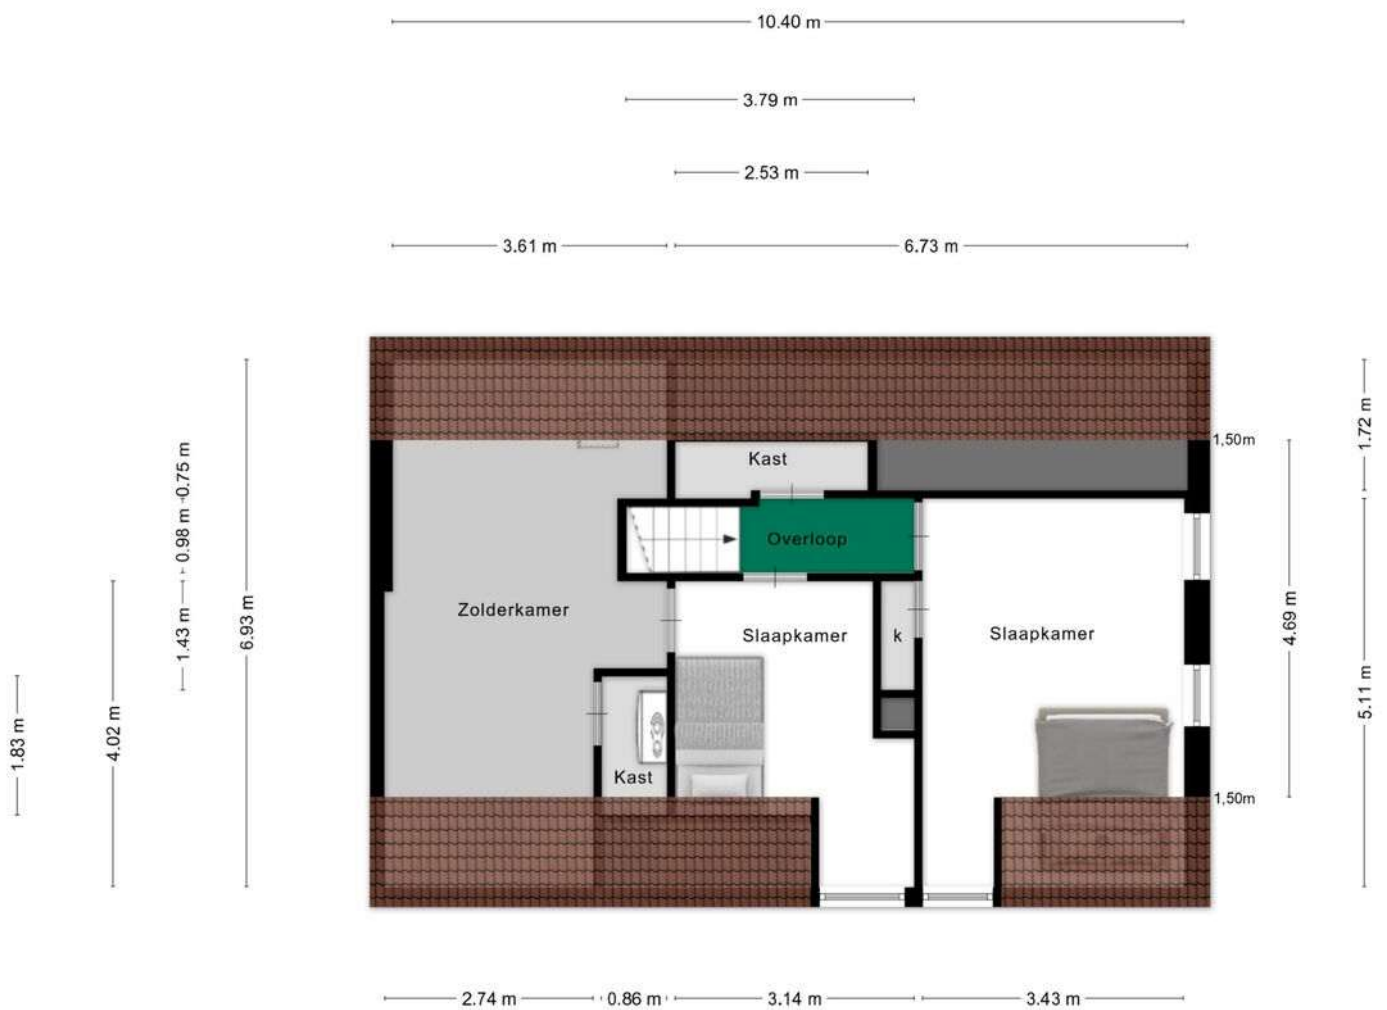 10.40 m
3.79 m
2.53 m
3.61 m
6.73 m
1,50m
1.72 m
0.75 m
Kast
0.98 m
Overloop
Zolderkamer
1.43 m
6.93 m
Slaapkamer
k
Slaapkamer
4.69 m
5.11 m
4.02 m
1.83 m
Kast
1,50m
2.74 m
0.86 m
3.14 m
3.43 m